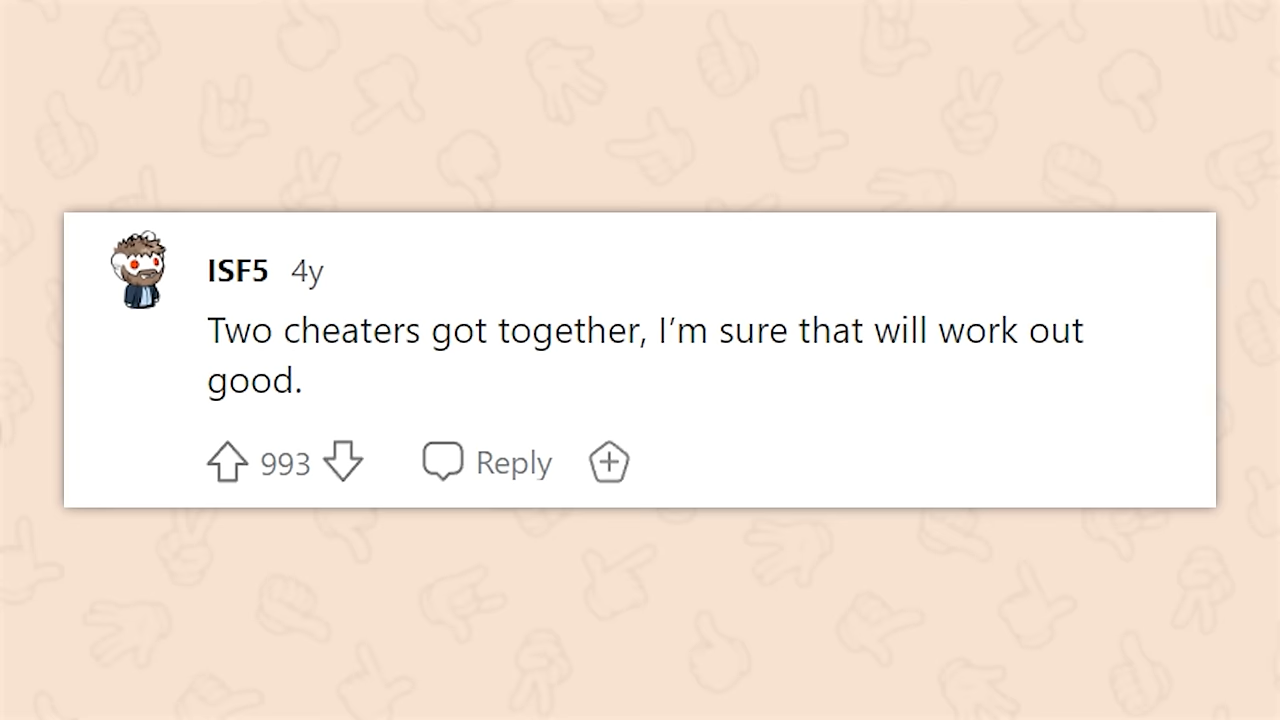 ISF5 4y
Two cheaters got together, I’m sure that will work out
good.
993 Reply